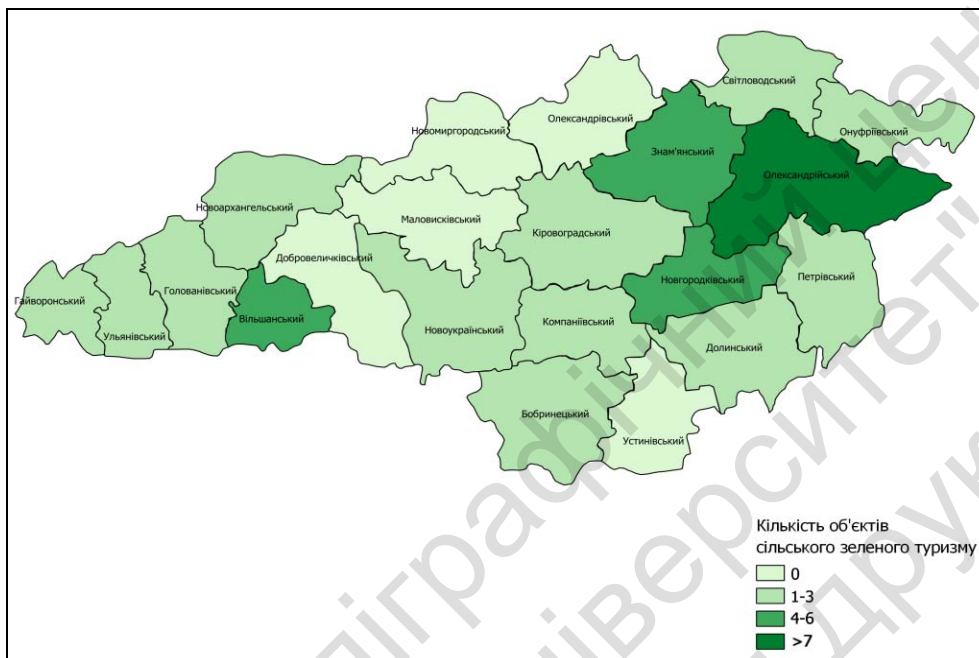 Світловодський
Олександрівський
Новомиргородський
Онуфріївський
Знам'янський
Олександрійський
Новоархангельський
Маловисківський
Кіровоградський
Добровеличківський
Новгородківський
Петрівський
Голованівський
Гайворонський
Вільшанський
Компаніївський
Новоукраїнський
Ульянівський
Долинський
Бобринецький
Устинівський
Кількість об'єктів
сільського зеленого туризму
0
1-3
4-6
>7